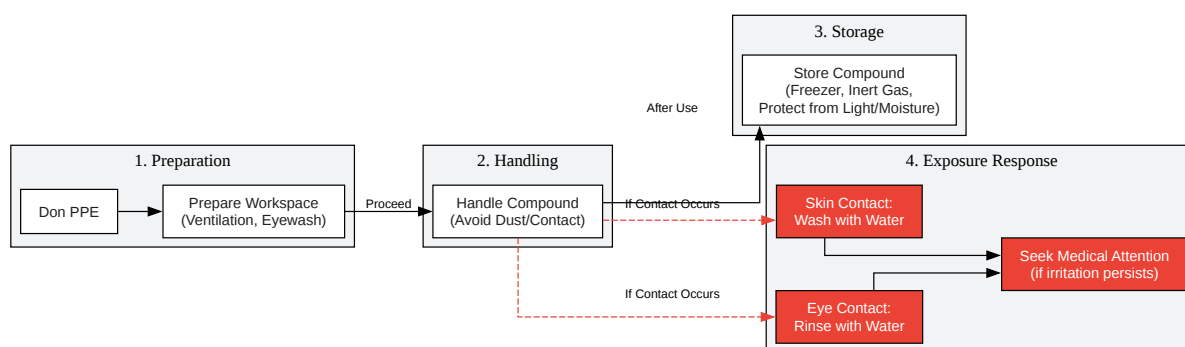 3. Storage
Store Compound
(Freezer, Inert Gas,
Protect from Light/Moisture)
After Use
1. Preparation
Don PPE
Prepare Workspace
(Ventilation, Eyewash)
Proceed
2. Handling
Handle Compound
(Avoid Dust/Contact)
If Contact Occurs
If Contact Occurs
4. Exposure Response
Skin Contact:
Wash with Water
Eye Contact:
Rinse with Water
Seek Medical Attention
(if irritation persists)